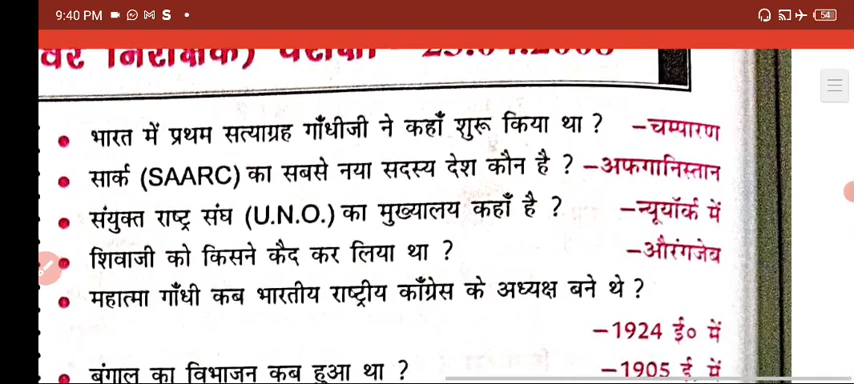 9:40 PM
54
भारत में प्रथम सत्याग्रह गाँधीजी ने कहाँ शुरू किया था ? –चम्पारण
सार्क (SAARC) का सबसे नया सदस्य देश कौन है ? –अफगानिस्तान
संयुक्त राष्ट्र संघ (U.N.O.) का मुख्यालय कहाँ है ? –न्यूयॉर्क में
शिवाजी को किसने कैद कर लिया था ? –औरंगजेब
महात्मा गाँधी कब भारतीय राष्ट्रीय काँग्रेस के अध्यक्ष बने थे ?
–1924 ई० में
बंगाल का विभाजन कब हुआ था ? –1905 ई. में